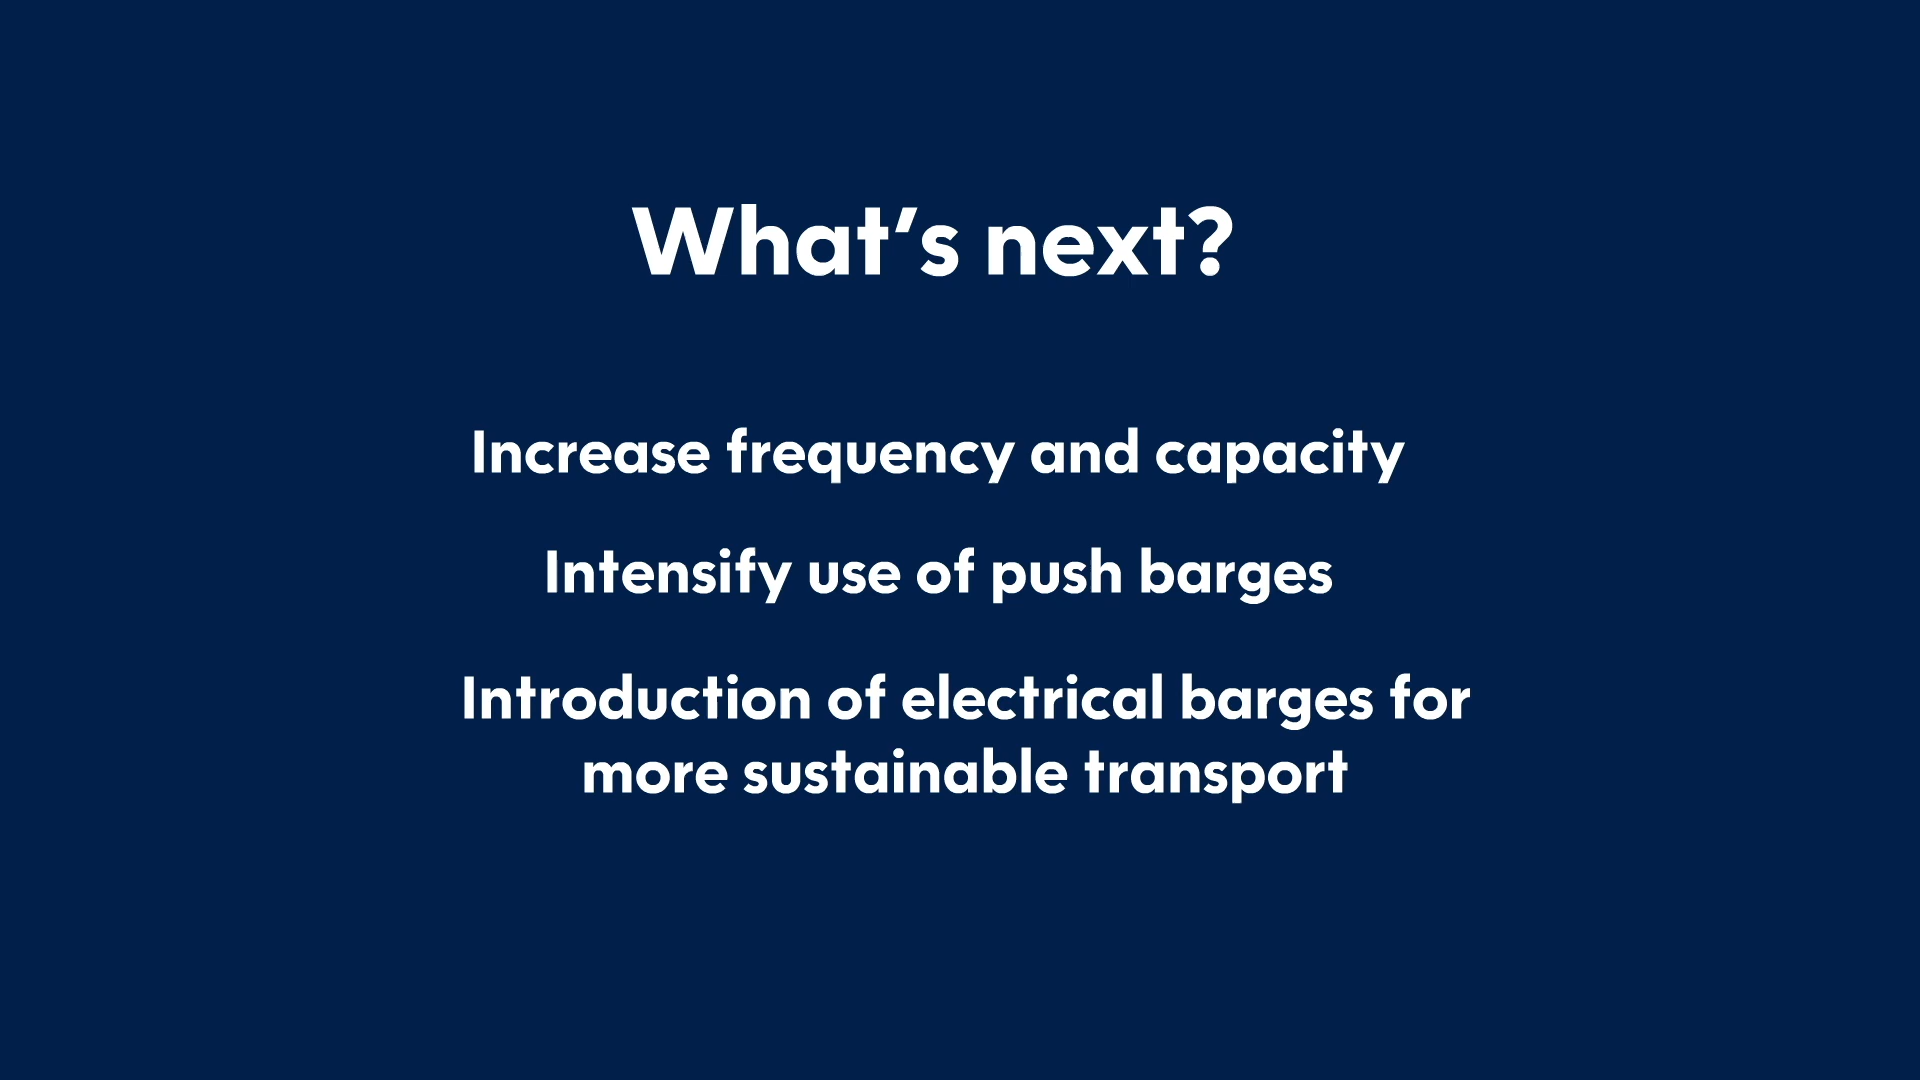 What’s next?
Increase frequency and capacity
Intensify use of push barges
Introduction of electrical barges for
more sustainable transport